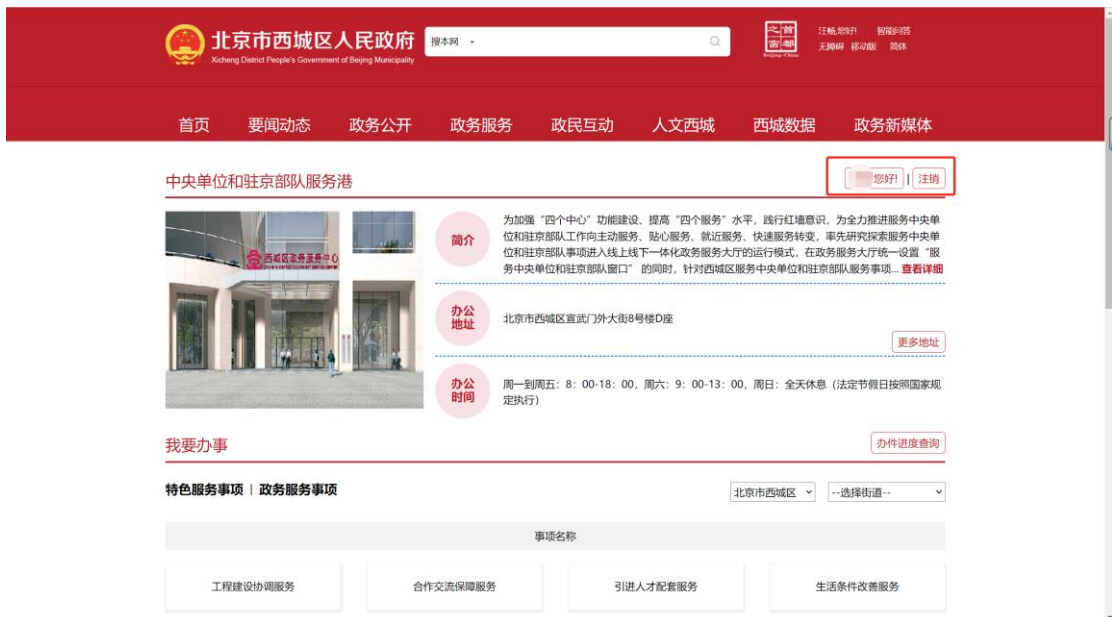 北京市西城区人民政府
Xicheng District People's Government of Beijing Municipality
搜本网
首都之窗
Beijing-China
汪畅,您好! 智能问答
无障碍 移动版 简体
首页 要闻动态 政务公开 政务服务 政民互动 人文西城 西城数据 政务新媒体
中央单位和驻京部队服务港
您好! | 注销
西城区政务服务中心
简介
为加强“四个中心”功能建设、提高“四个服务”水平，践行红墙意识，为全力推进服务中央单
位和驻京部队工作向主动服务、贴心服务、就近服务、快速服务转变，率先研究探索服务中央单
位和驻京部队事项进入线上线下一体化政务服务大厅的运行模式，在政务服务大厅统一设置“服
务中央单位和驻京部队窗口”的同时，针对西城区服务中央单位和驻京部队服务事项... 查看详细
办公
地址
北京市西城区宣武门外大街8号楼D座
更多地址
办公
时间
周一到周五：8：00-18：00，周六：9：00-13：00，周日：全天休息（法定节假日按照国家规
定执行）
我要办事
办件进度查询
特色服务事项 | 政务服务事项
北京市西城区 --选择街道--
事项名称
工程建设协调服务 合作交流保障服务 引进人才配套服务 生活条件改善服务